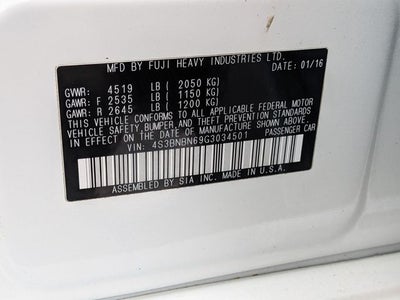 MFD BY FUJI HEAVY INDUSTRIES LTD.
DATE: 01/16
GVWR: 4519 LB ( 2050 KG)
GAWR: F 2535 LB ( 1150 KG)
GAWR: R 2645 LB ( 1200 KG)
THIS VEHICLE CONFORMS TO ALL APPLICABLE FEDERAL MOTOR
VEHICLE SAFETY, BUMPER, AND THEFT PREVENTION STANDARDS
IN EFFECT ON THE DATE OF MANUFACTURE SHOWN ABOVE.
VIN: 4S3BNBN69G3034501 PASSENGER CAR
ASSEMBLED BY SIA INC. MADE IN U.S.A.